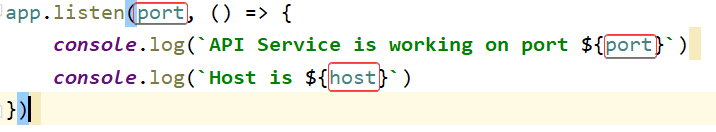 app.listen(port, () => {
    console.log(`API Service is working on port ${port}`)
    console.log(`Host is ${host}`)
})